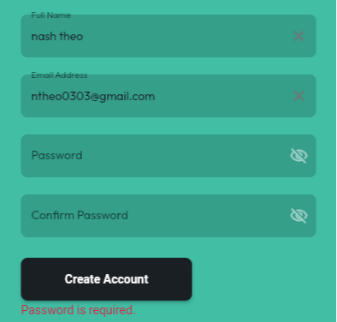 Full Name
nash theo
Email Address
ntheo0303@gmail.com
Password
Confirm Password
Create Account
Password is required.